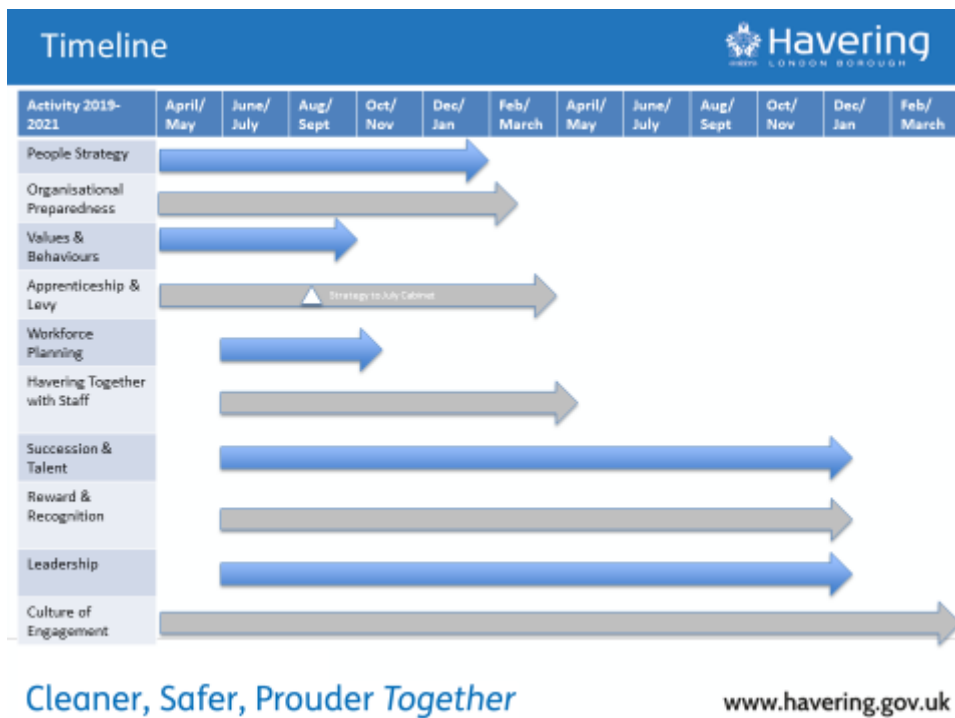 Timeline
Havering
LONDON BOROUGH
Activity 2019-
2021
April/
May
June/
July
Aug/
Sept
Oct/
Nov
Dec/
Jan
Feb/
March
April/
May
June/
July
Aug/
Sept
Oct/
Nov
Dec/
Jan
Feb/
March
People Strategy
Organisational
Preparedness
Values &
Behaviours
Apprenticeship &
Levy
Strategy to July Cabinet
Workforce
Planning
Havering Together
with Staff
Succession &
Talent
Reward &
Recognition
Leadership
Culture of
Engagement
Cleaner, Safer, Prouder Together
www.havering.gov.uk